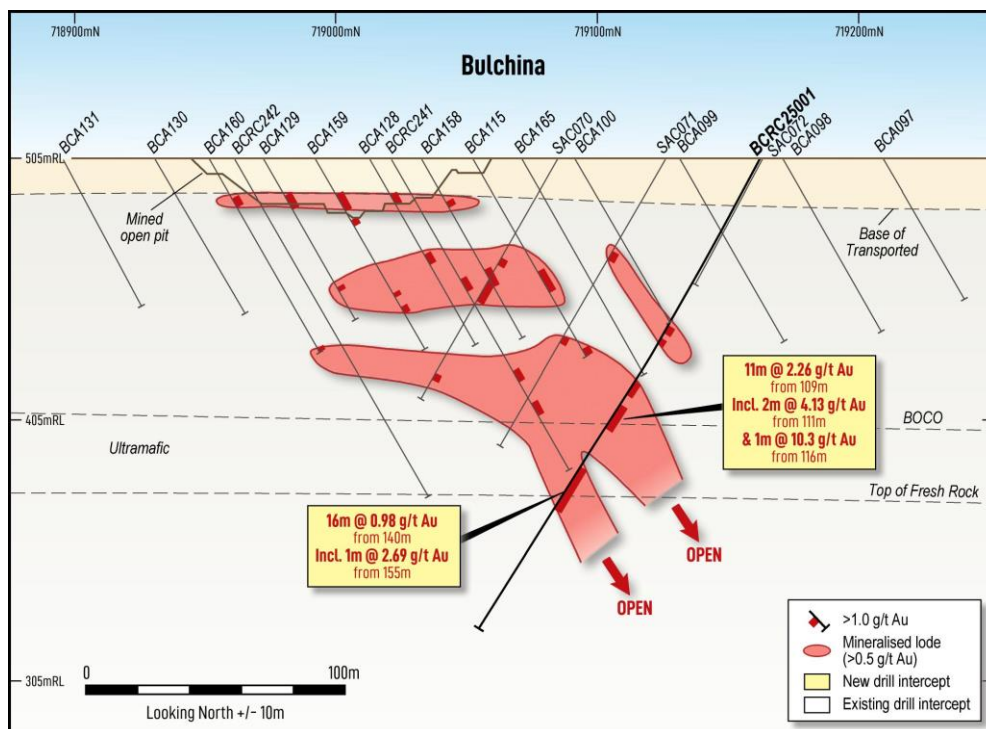 718900mN
719000mN
719100mN
719200mN
Bulchina
BCA131
BCA130
BCA160
BCRC242
BCA129
BCA159
BCA128
BCRC241
BCA158
BCA115
BCA165
SAC070
BCA100
SAC071
BCA099
BCRC25001
SAC072
BCA098
BCA097
505mRL
Mined
open pit
Base of
Transported
11m @ 2.26 g/t Au
from 109m
Incl. 2m @ 4.13 g/t Au
from 111m
& 1m @ 10.3 g/t Au
from 116m
405mRL
BOCO
Ultramafic
Top of Fresh Rock
16m @ 0.98 g/t Au
from 140m
Incl. 1m @ 2.69 g/t Au
from 155m
OPEN
OPEN
305mRL
0
100m
Looking North +/- 10m
>1.0 g/t Au
Mineralised lode
(>0.5 g/t Au)
New drill intercept
Existing drill intercept